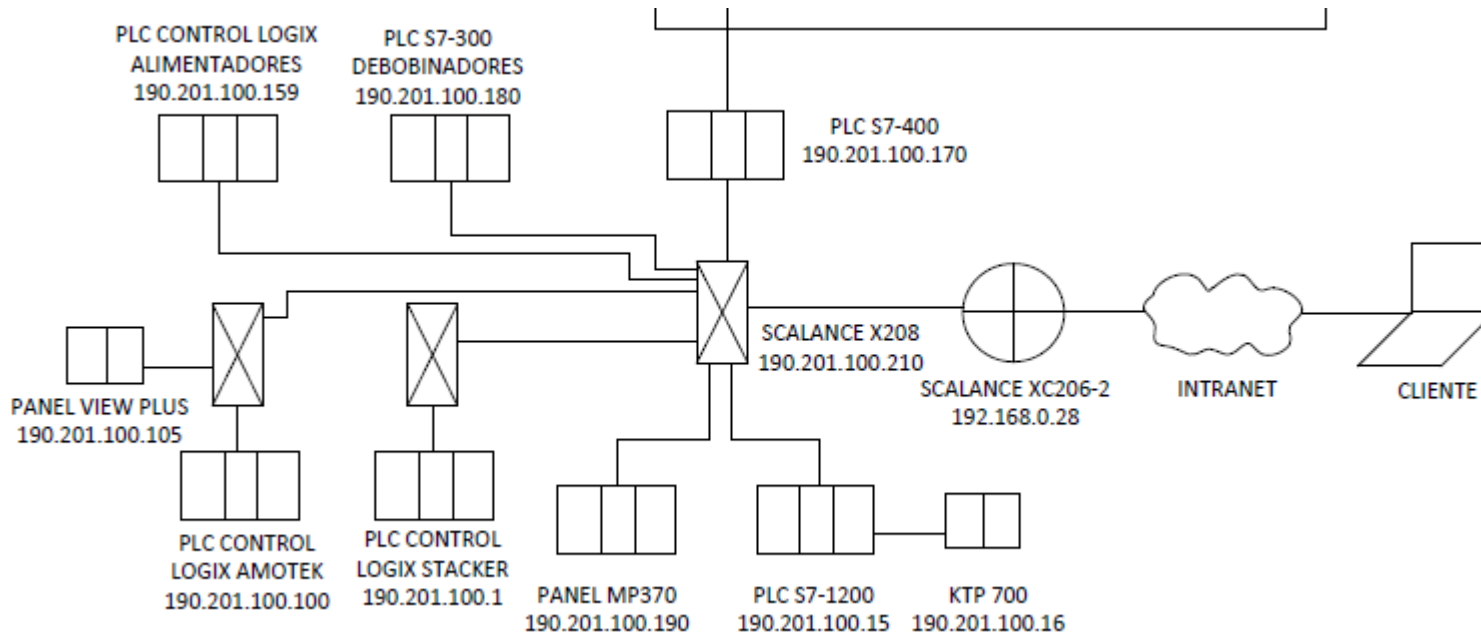 PLC CONTROL LOGIX
ALIMENTADORES
190.201.100.159
PLC S7-300
DEBOBINADORES
190.201.100.180
PLC S7-400
190.201.100.170
SCALANCE X208
190.201.100.210
SCALANCE XC206-2
192.168.0.28
INTRANET
CLIENTE
PANEL VIEW PLUS
190.201.100.105
PLC CONTROL
LOGIX AMOTEK
190.201.100.100
PLC CONTROL
LOGIX STACKER
190.201.100.1
PANEL MP370
190.201.100.190
PLC S7-1200
190.201.100.15
KTP 700
190.201.100.16